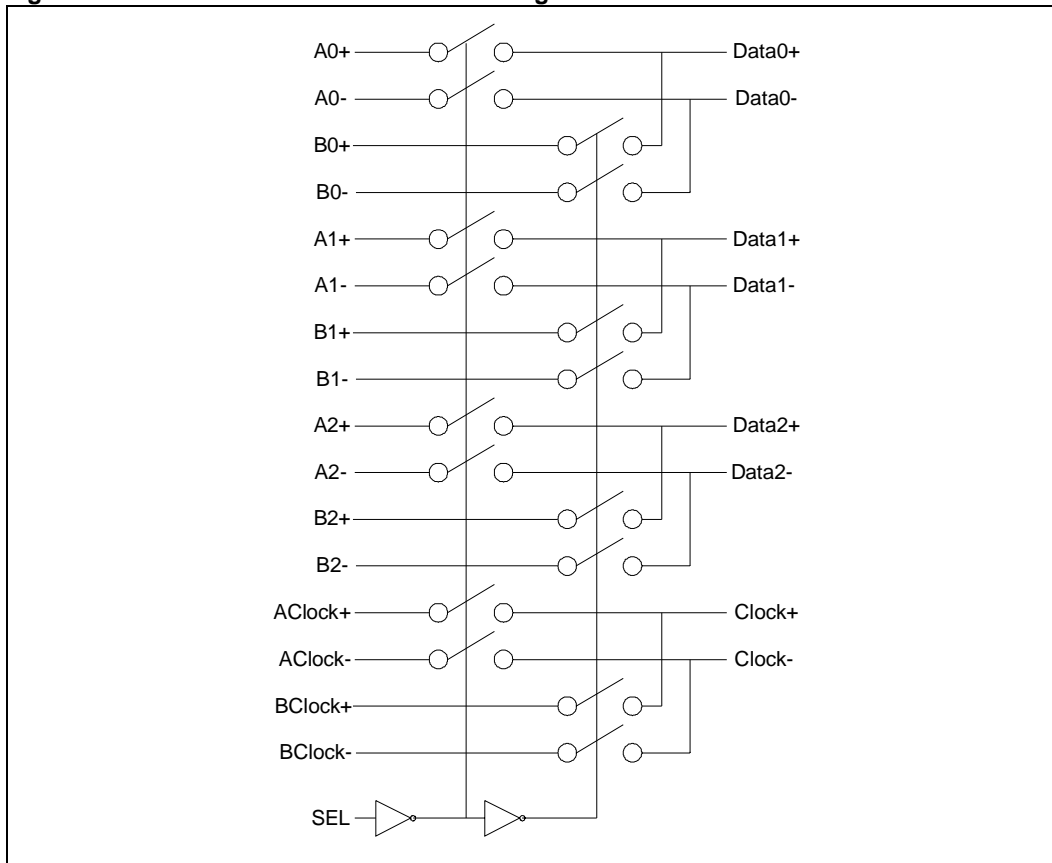 A0+ Data0+
A0- Data0-
B0+
B0-
A1+ Data1+
A1- Data1-
B1+
B1-
A2+ Data2+
A2- Data2-
B2+
B2-
AClock+ Clock+
AClock- Clock-
BClock+
BClock-
SEL